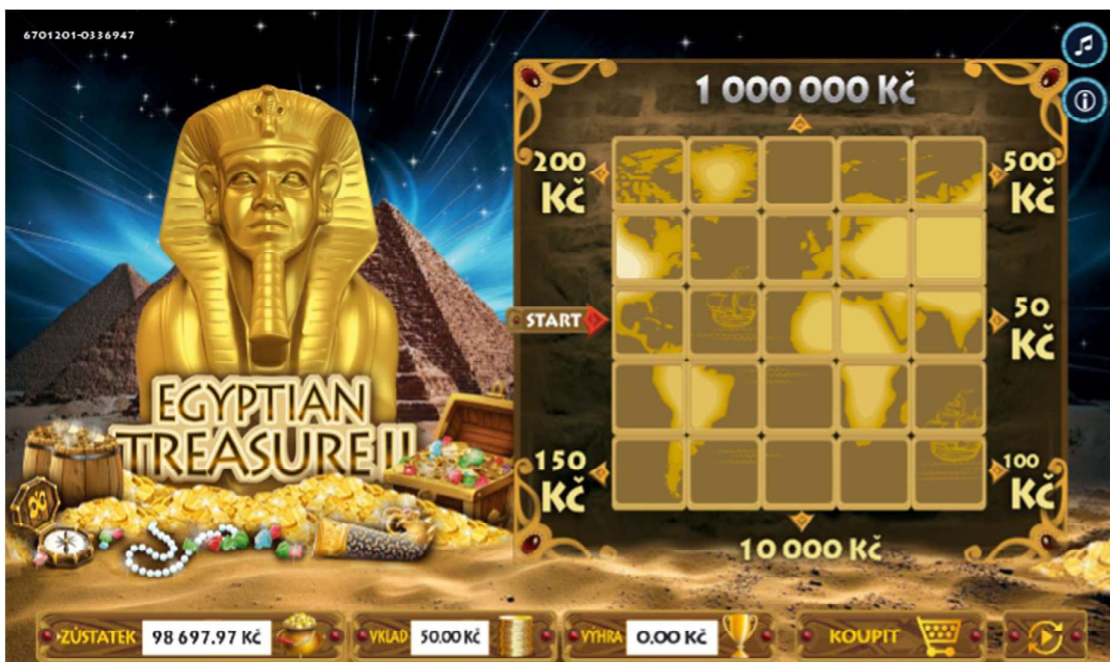 6701201-0336947
1 000 000 Kč
200 Kč
500 Kč
START
50 Kč
EGYPTIAN
TREASURE II
150 Kč
100 Kč
10 000 Kč
ZŮSTATEK 98 697.97 Kč
VKLAD 50.00 Kč
VÝHRA 0,00 Kč
KOUPIT